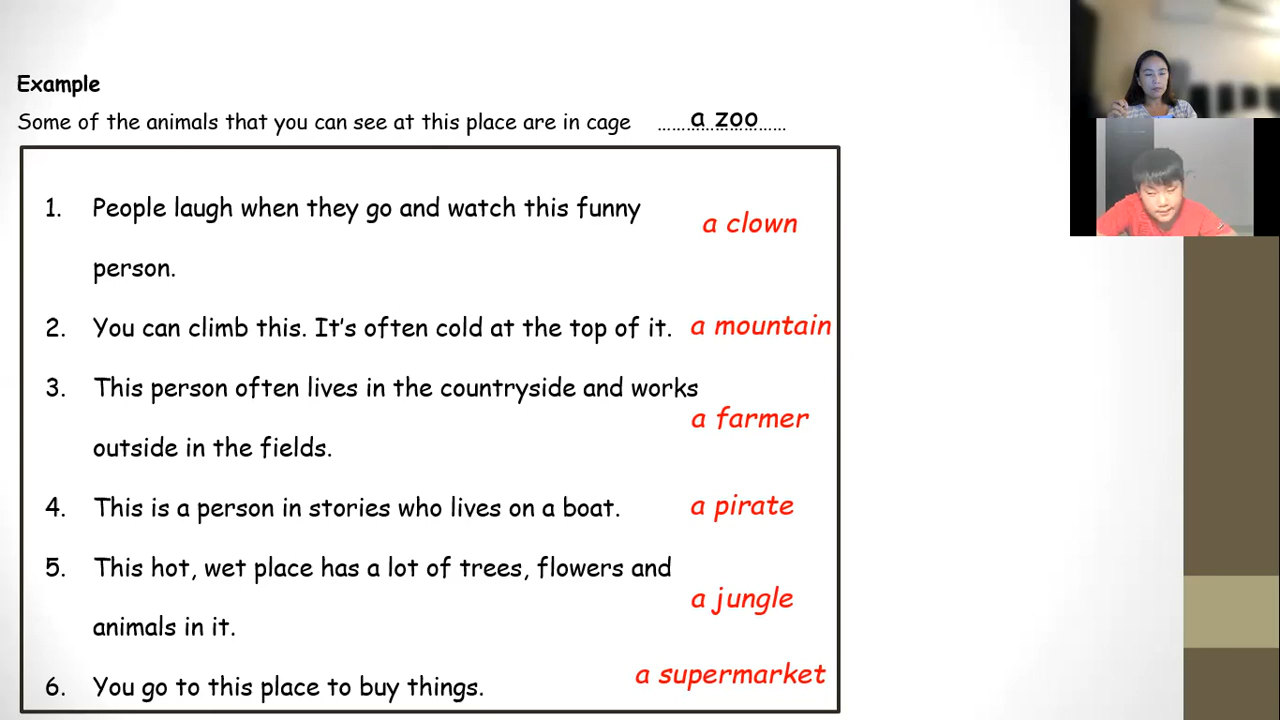 Example
Some of the animals that you can see at this place are in cage ........................ a zoo
1. People laugh when they go and watch this funny
a clown
person.
2. You can climb this. It's often cold at the top of it. a mountain
3. This person often lives in the countryside and works
a farmer
outside in the fields.
4. This is a person in stories who lives on a boat. a pirate
5. This hot, wet place has a lot of trees, flowers and
a jungle
animals in it.
6. You go to this place to buy things. a supermarket